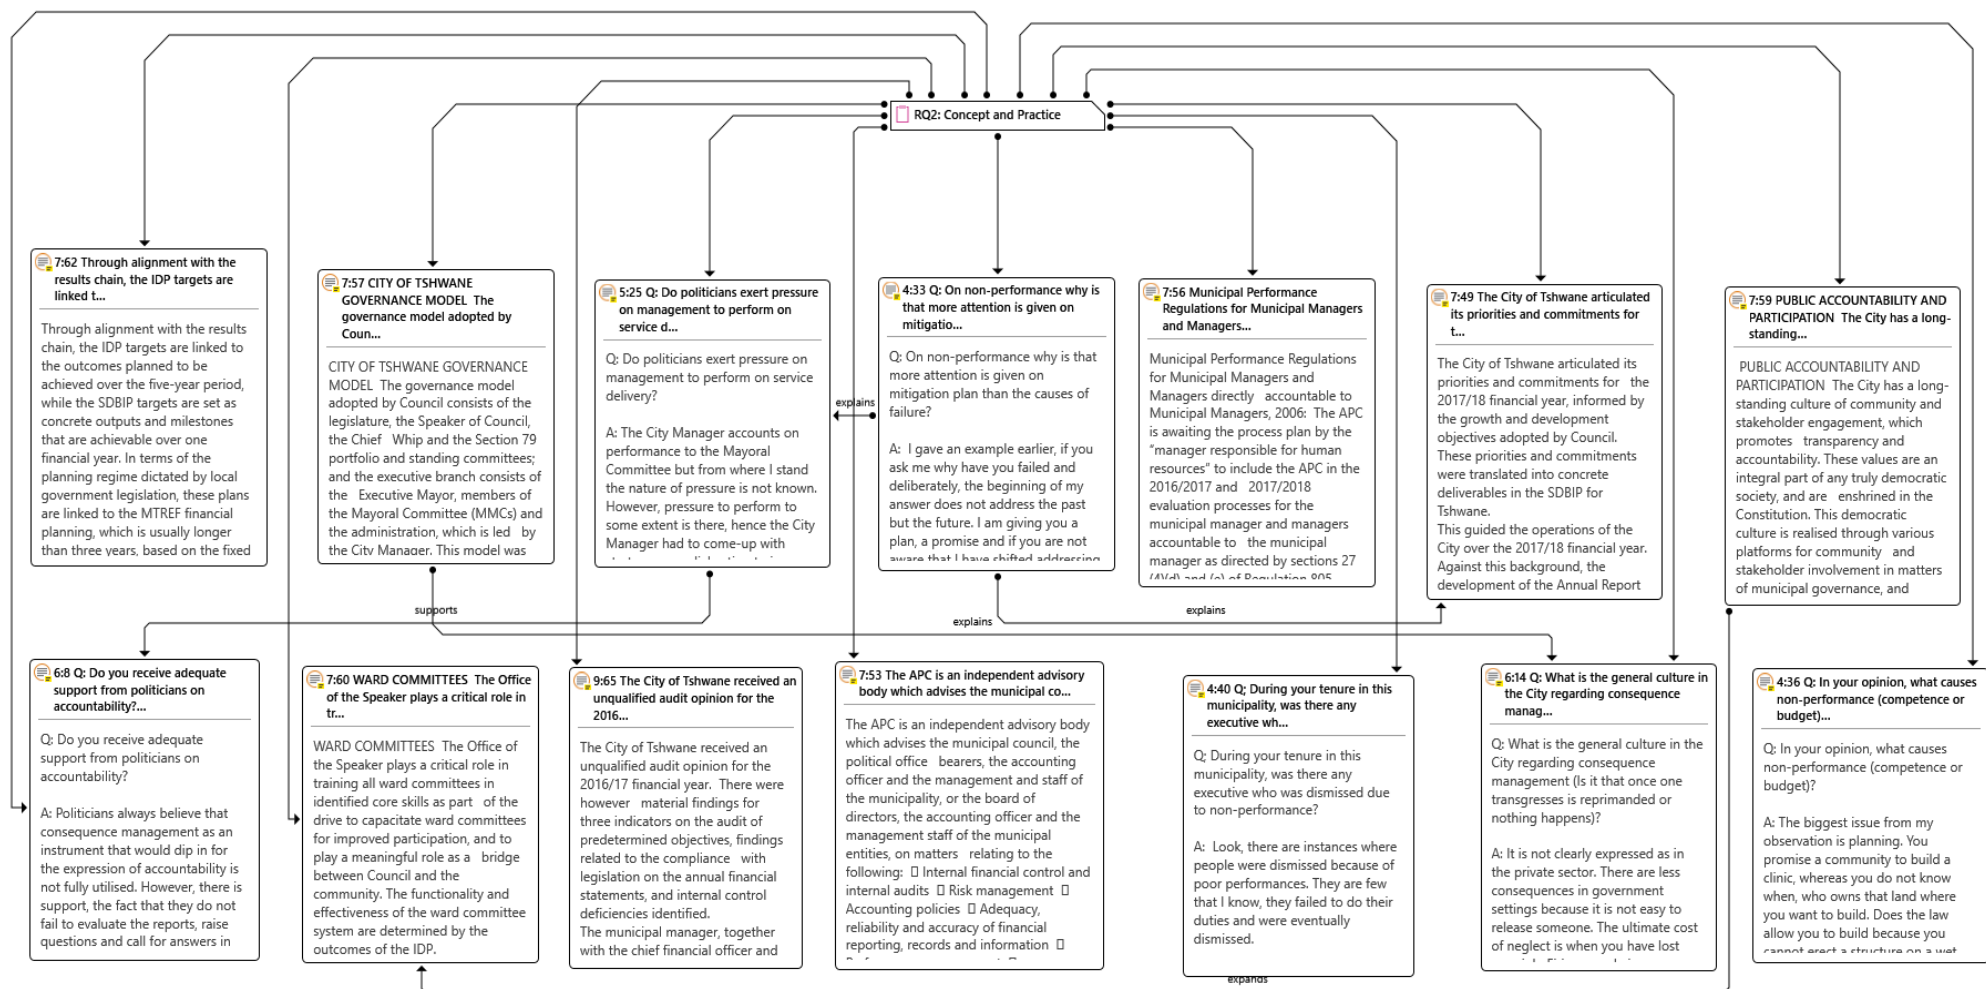 RQ2: Concept and Practice
7:62 Through alignment with the
results chain, the IDP targets are
linked t...
Through alignment with the results
chain, the IDP targets are linked to
the outcomes planned to be
achieved over the five-year period,
while the SDBIP targets are set as
concrete outputs and milestones
that are achievable over one
financial year. In terms of the
planning regime dictated by local
government legislation, these plans
are linked to the MTREF financial
planning, which is usually longer
than three years, based on the fixed
7:57 CITY OF TSHWANE
GOVERNANCE MODEL The
governance model adopted by
Coun...
CITY OF TSHWANE GOVERNANCE
MODEL The governance model
adopted by Council consists of the
legislature, the Speaker of Council,
the Chief Whip and the Section 79
portfolio and standing committees;
and the executive branch consists of
the Executive Mayor, members of
the Mayoral Committee (MMCs) and
the administration, which is led by
the City Manager. This model was
5:25 Q: Do politicians exert pressure
on management to perform on
service d...
Q: Do politicians exert pressure on
management to perform on service
delivery?
A: The City Manager accounts on
performance to the Mayoral
Committee but from where I stand
the nature of pressure is not known.
However, pressure to perform to
some extent is there, hence the City
Manager had to come-up with
explains
4:33 Q: On non-performance why is
that more attention is given on
mitigatio...
Q: On non-performance why is that
more attention is given on
mitigation plan than the causes of
failure?
A: I gave an example earlier, if you
ask me why have you failed and
deliberately, the beginning of my
answer does not address the past
but the future. I am giving you a
plan, a promise and if you are not
aware that I have shifted addressing
7:56 Municipal Performance
Regulations for Municipal Managers
and Managers...
Municipal Performance Regulations
for Municipal Managers and
Managers directly accountable to
Municipal Managers, 2006: The APC
is awaiting the process plan by the
“manager responsible for human
resources” to include the APC in the
2016/2017 and 2017/2018
evaluation processes for the
municipal manager and managers
accountable to the municipal
manager as directed by sections 27
(4)(d) and (e) of Regulation 805
7:49 The City of Tshwane articulated
its priorities and commitments for
t...
The City of Tshwane articulated its
priorities and commitments for the
2017/18 financial year, informed by
the growth and development
objectives adopted by Council.
These priorities and commitments
were translated into concrete
deliverables in the SDBIP for
Tshwane.
This guided the operations of the
City over the 2017/18 financial year.
Against this background, the
development of the Annual Report
7:59 PUBLIC ACCOUNTABILITY AND
PARTICIPATION The City has a long-
standing...
PUBLIC ACCOUNTABILITY AND
PARTICIPATION The City has a long-
standing culture of community and
stakeholder engagement, which
promotes transparency and
accountability. These values are an
integral part of any truly democratic
society, and are enshrined in the
Constitution. This democratic
culture is realised through various
platforms for community and
stakeholder involvement in matters
of municipal governance, and
supports
explains
explains
6:8 Q: Do you receive adequate
support from politicians on
accountability?...
Q: Do you receive adequate
support from politicians on
accountability?
A: Politicians always believe that
consequence management as an
instrument that would dip in for
the expression of accountability is
not fully utilised. However, there is
support, the fact that they do not
fail to evaluate the reports, raise
questions and call for answers in
7:60 WARD COMMITTEES The Office
of the Speaker plays a critical role in
tr...
WARD COMMITTEES The Office of
the Speaker plays a critical role in
training all ward committees in
identified core skills as part of the
drive to capacitate ward committees
for improved participation, and to
play a meaningful role as a bridge
between Council and the
community. The functionality and
effectiveness of the ward committee
system are determined by the
outcomes of the IDP.
9:65 The City of Tshwane received an
unqualified audit opinion for the
2016...
The City of Tshwane received an
unqualified audit opinion for the
2016/17 financial year. There were
however material findings for
three indicators on the audit of
predetermined objectives, findings
related to the compliance with
legislation on the annual financial
statements, and internal control
deficiencies identified.
The municipal manager, together
with the chief financial officer and
7:53 The APC is an independent advisory
body which advises the municipal co...
The APC is an independent advisory body
which advises the municipal council, the
political office bearers, the accounting
officer and the management and staff of
the municipality, or the board of
directors, the accounting officer and the
management staff of the municipal
entities, on matters relating to the
following: Internal financial control and
internal audits Risk management
Accounting policies Adequacy,
reliability and accuracy of financial
reporting, records and information
4:40 Q; During your tenure in this
municipality, was there any
executive wh...
Q; During your tenure in this
municipality, was there any
executive who was dismissed due
to non-performance?
A: Look, there are instances where
people were dismissed because of
poor performances. They are few
that I know, they failed to do their
duties and were eventually
dismissed.
expands
6:14 Q: What is the general culture in
the City regarding consequence
manag...
Q: What is the general culture in the
City regarding consequence
management (Is it that once one
transgresses is reprimanded or
nothing happens)?
A: It is not clearly expressed as in
the private sector. There are less
consequences in government
settings because it is not easy to
release someone. The ultimate cost
of neglect is when you have lost
4:36 Q: In your opinion, what causes
non-performance (competence or
budget)...
Q: In your opinion, what causes
non-performance (competence or
budget)?
A: The biggest issue from my
observation is planning. You
promise a community to build a
clinic, whereas you do not know
when, who owns that land where
you want to build. Does the law
allow you to build because you
cannot erect a structure on a wet